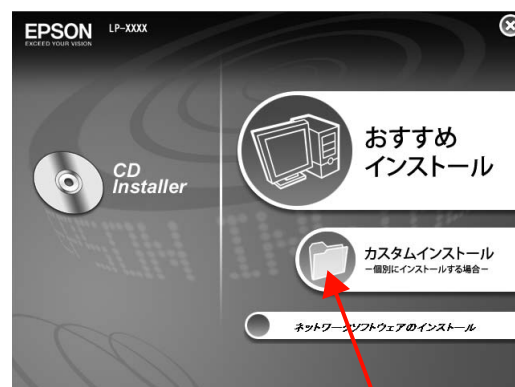 EPSON
EXCEED YOUR VISION
LP-XXXX
おすすめ
インストール
CD
Installer
カスタムインストール
－個別にインストールする場合－
ネットワークソフトウェアのインストール